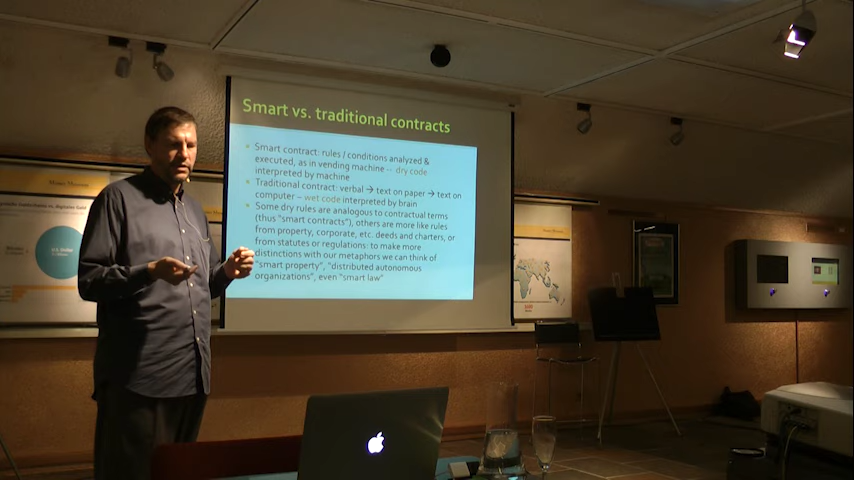 Smart vs. traditional contracts
Smart contract: rules / conditions analyzed &
executed, as in vending machine -- dry code
interpreted by machine
Traditional contract: verbal → text on paper → text on
computer – wet code interpreted by brain
Some dry rules are analogous to contractual terms
(thus "smart contracts"), others are more like rules
from property, corporate, etc. deeds and charters, or
from statutes or regulations: to make more
distinctions with our metaphors we can think of
"smart property", "distributed autonomous
organizations", even "smart law"
Money Museum